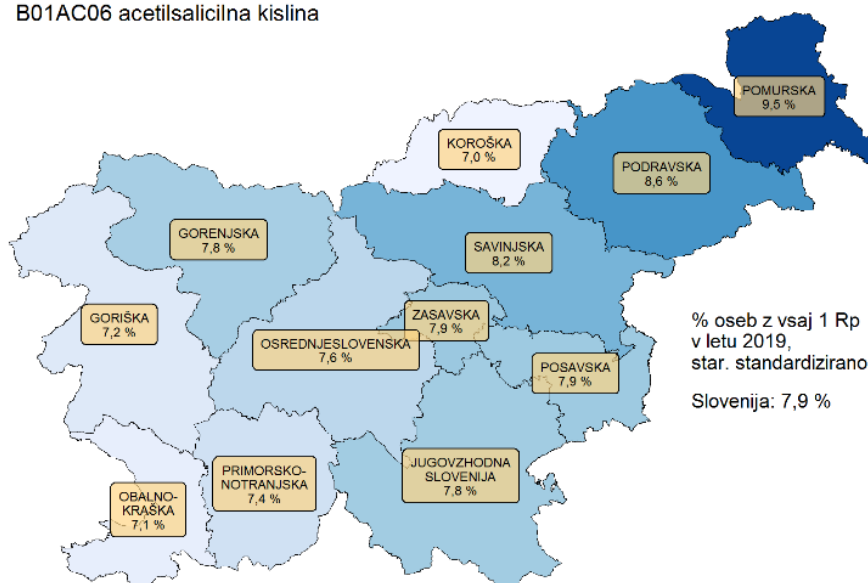 B01AC06 acetilsalicilna kislina
POMURSKA
9,5 %
KOROŠKA
7,0 %
PODRAVSKA
8,6 %
GORENJSKA
7,8 %
SAVINJSKA
8,2 %
GORIŠKA
7,2 %
ZASAVSKA
7,9 %
OSREDNJESLOVENSKA
7,6 %
POSAVSKA
7,9 %
% oseb z vsaj 1 Rp
v letu 2019,
star. standardizirano
Slovenija: 7,9 %
OBALNO-
KRAŠKA
7,1 %
PRIMORSKO-
NOTRANJSKA
7,4 %
JUGOVZHODNA
SLOVENIJA
7,8 %